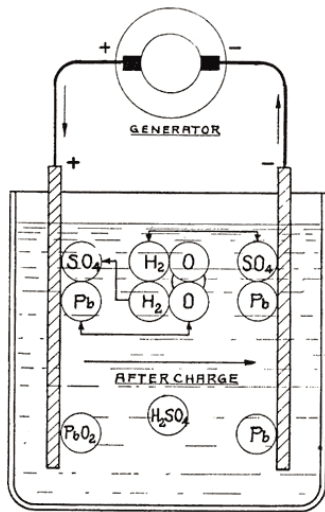 + −
GENERATOR
+ −
SO₄ H₂ O SO₄
Pb H₂ O Pb
AFTER CHARGE
H₂SO₄
PbO₂ Pb